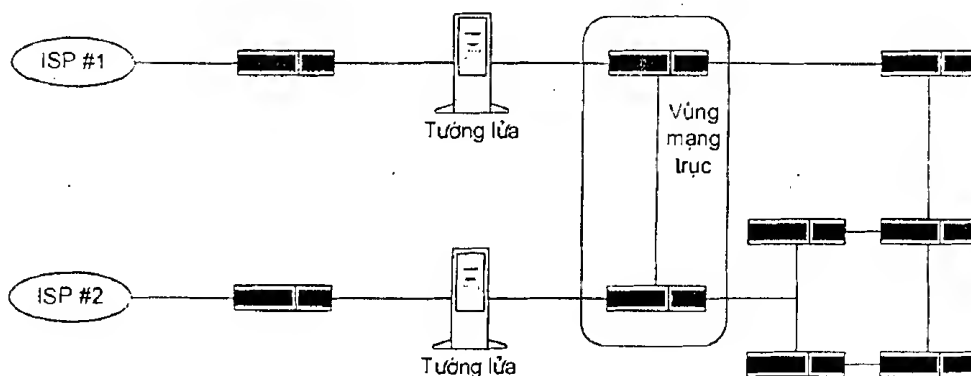 ISP #1
Tường lửa
Vùng
mạng
trục
ISP #2
Tường lửa